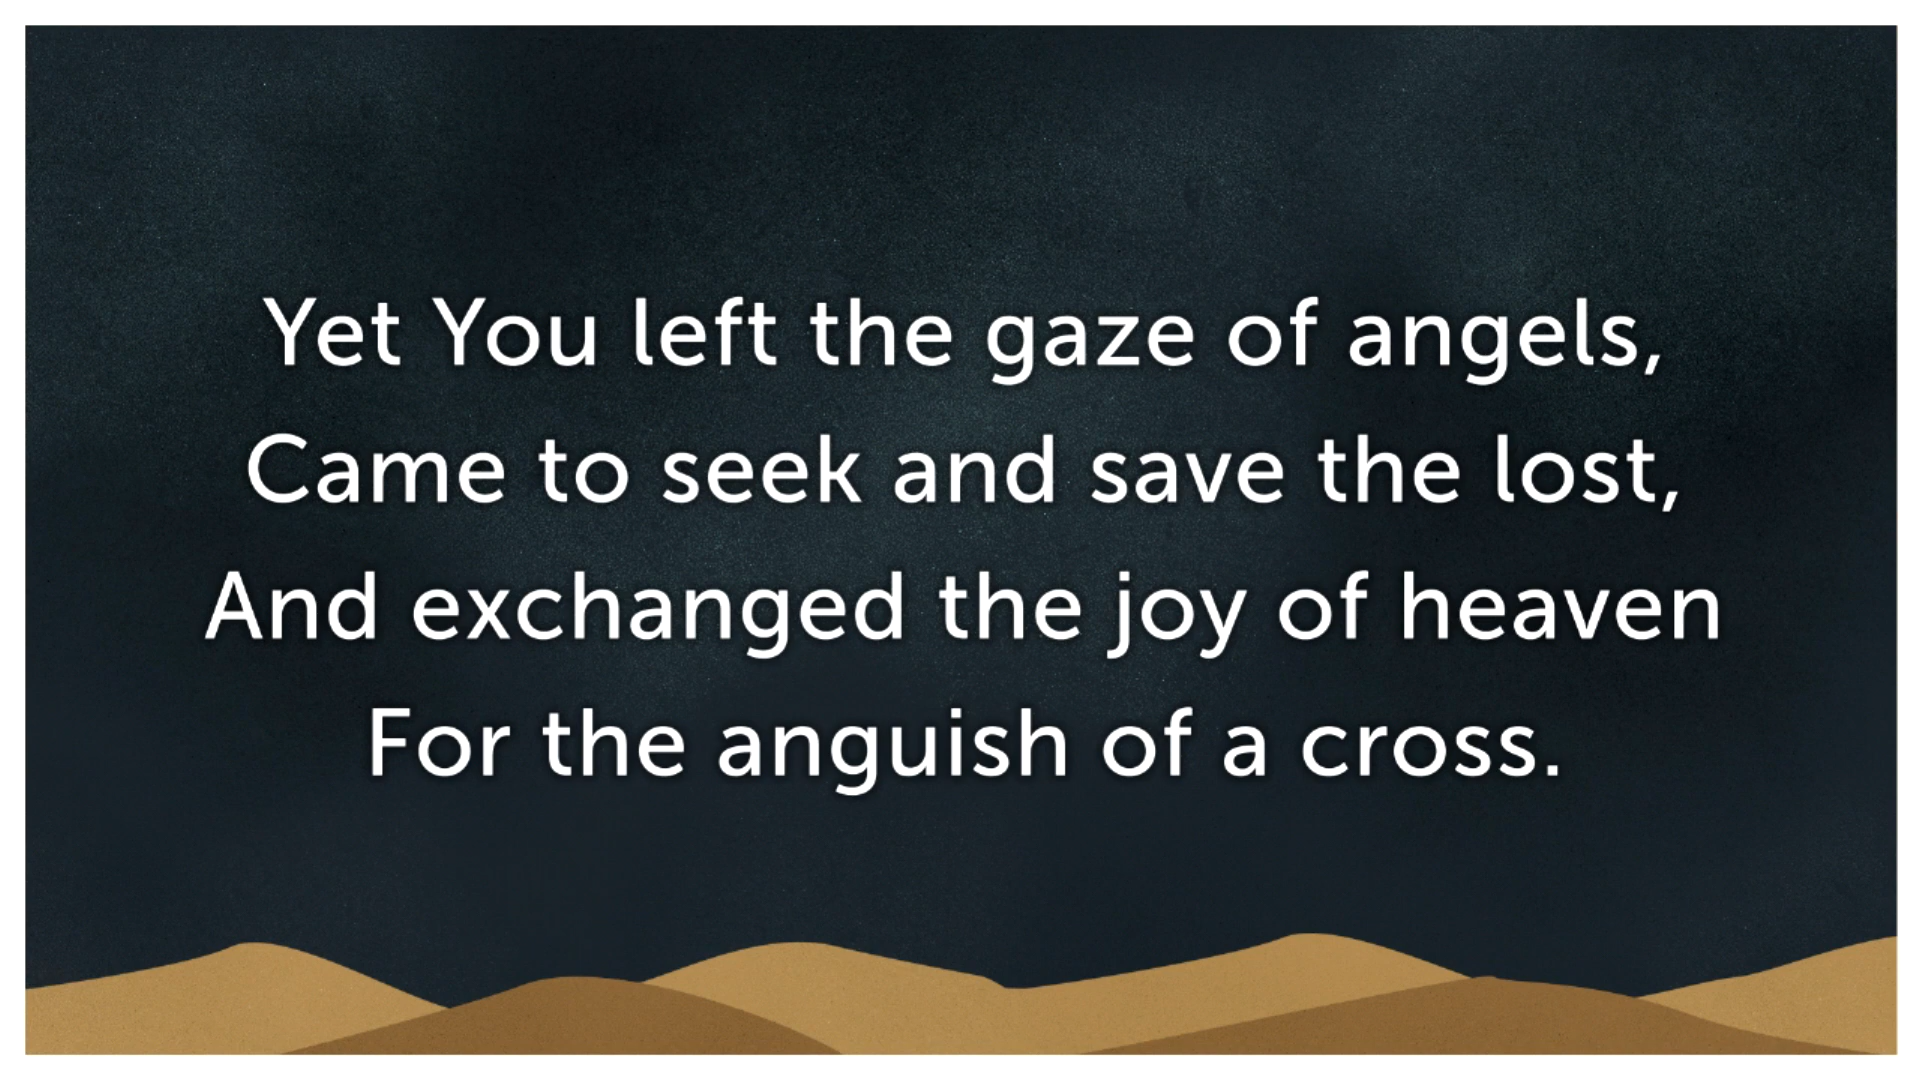 Yet You left the gaze of angels,
Came to seek and save the lost,
And exchanged the joy of heaven
For the anguish of a cross.